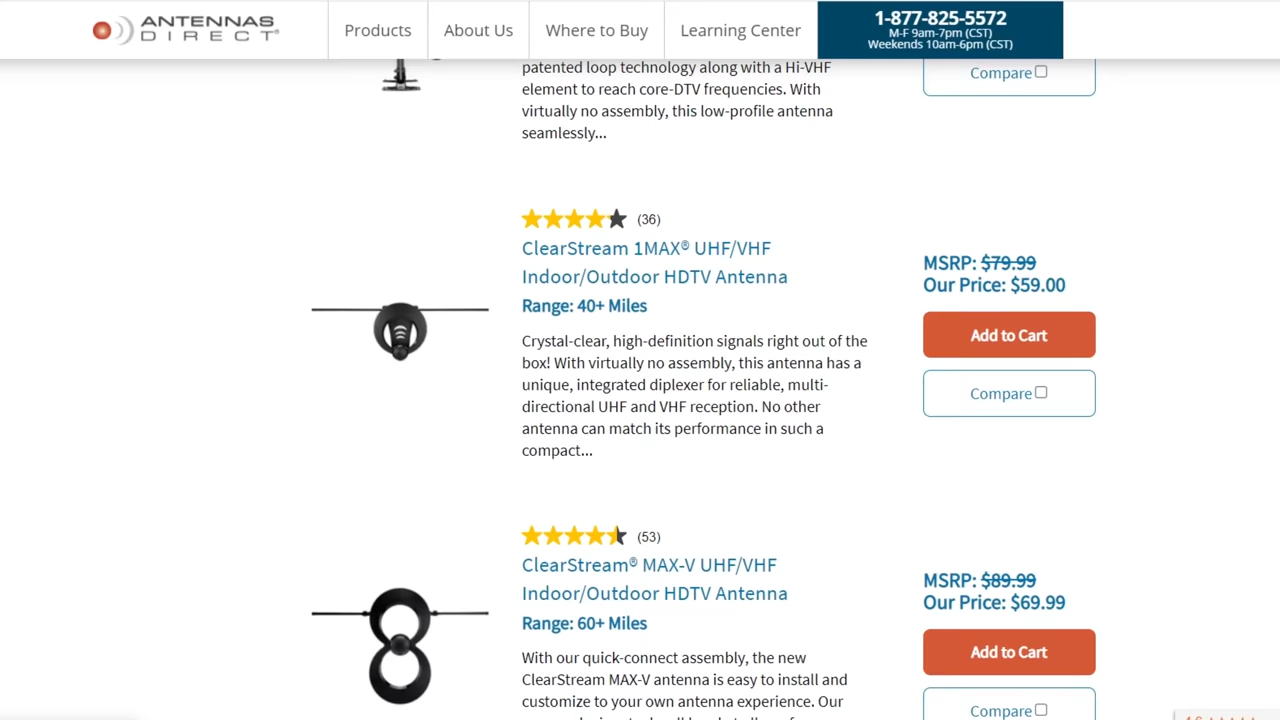 ANTENNAS
DIRECT®
Products
About Us
Where to Buy
Learning Center
1-877-825-5572
M-F 9am-7pm (CST)
Weekends 10am-6pm (CST)
patented loop technology along with a Hi-VHF
element to reach core-DTV frequencies. With
virtually no assembly, this low-profile antenna
seamlessly...
Compare
(36)
ClearStream 1MAX® UHF/VHF
Indoor/Outdoor HDTV Antenna
Range: 40+ Miles
Crystal-clear, high-definition signals right out of the
box! With virtually no assembly, this antenna has a
unique, integrated diplexer for reliable, multi-
directional UHF and VHF reception. No other
antenna can match its performance in such a
compact...
MSRP: $79.99
Our Price: $59.00
Add to Cart
Compare
(53)
ClearStream® MAX-V UHF/VHF
Indoor/Outdoor HDTV Antenna
Range: 60+ Miles
With our quick-connect assembly, the new
ClearStream MAX-V antenna is easy to install and
customize to your own antenna experience. Our
MSRP: $89.99
Our Price: $69.99
Add to Cart
Compare